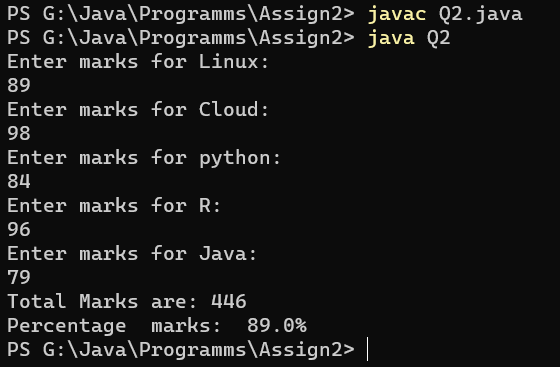 PS G:\Java\Programms\Assign2> javac Q2.java
PS G:\Java\Programms\Assign2> java Q2
Enter marks for Linux:
89
Enter marks for Cloud:
98
Enter marks for python:
84
Enter marks for R:
96
Enter marks for Java:
79
Total Marks are: 446
Percentage  marks:  89.0%
PS G:\Java\Programms\Assign2>